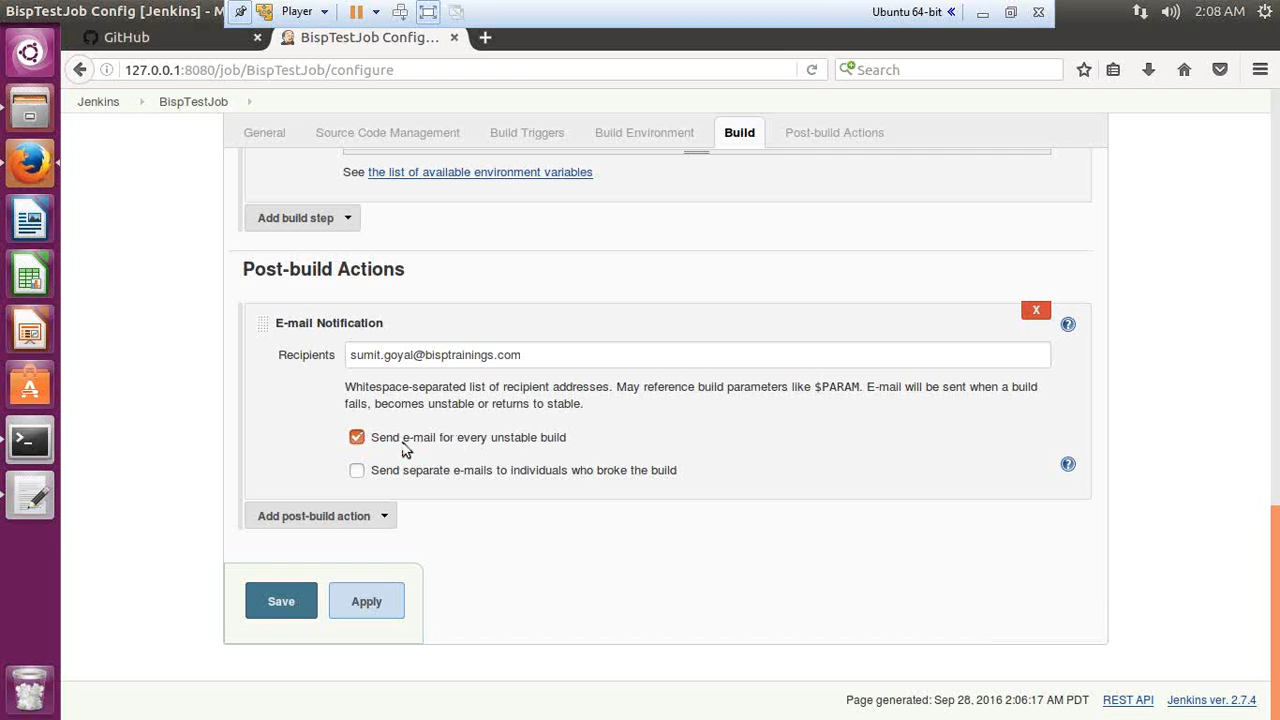 BispTestJob Config [Jenkins]
Player
Ubuntu 64-bit
2:08 AM
GitHub
BispTestJob Config...
127.0.0.1:8080/job/BispTestJob/configure
Search
Jenkins
BispTestJob
General
Source Code Management
Build Triggers
Build Environment
Build
Post-build Actions
See the list of available environment variables
Add build step
Post-build Actions
X
E-mail Notification
Recipients
sumit.goyal@bisptrainings.com
Whitespace-separated list of recipient addresses. May reference build parameters like $PARAM. E-mail will be sent when a build
fails, becomes unstable or returns to stable.
Send e-mail for every unstable build
Send separate e-mails to individuals who broke the build
Add post-build action
Save
Apply
Page generated: Sep 28, 2016 2:06:17 AM PDT
REST API
Jenkins ver. 2.7.4